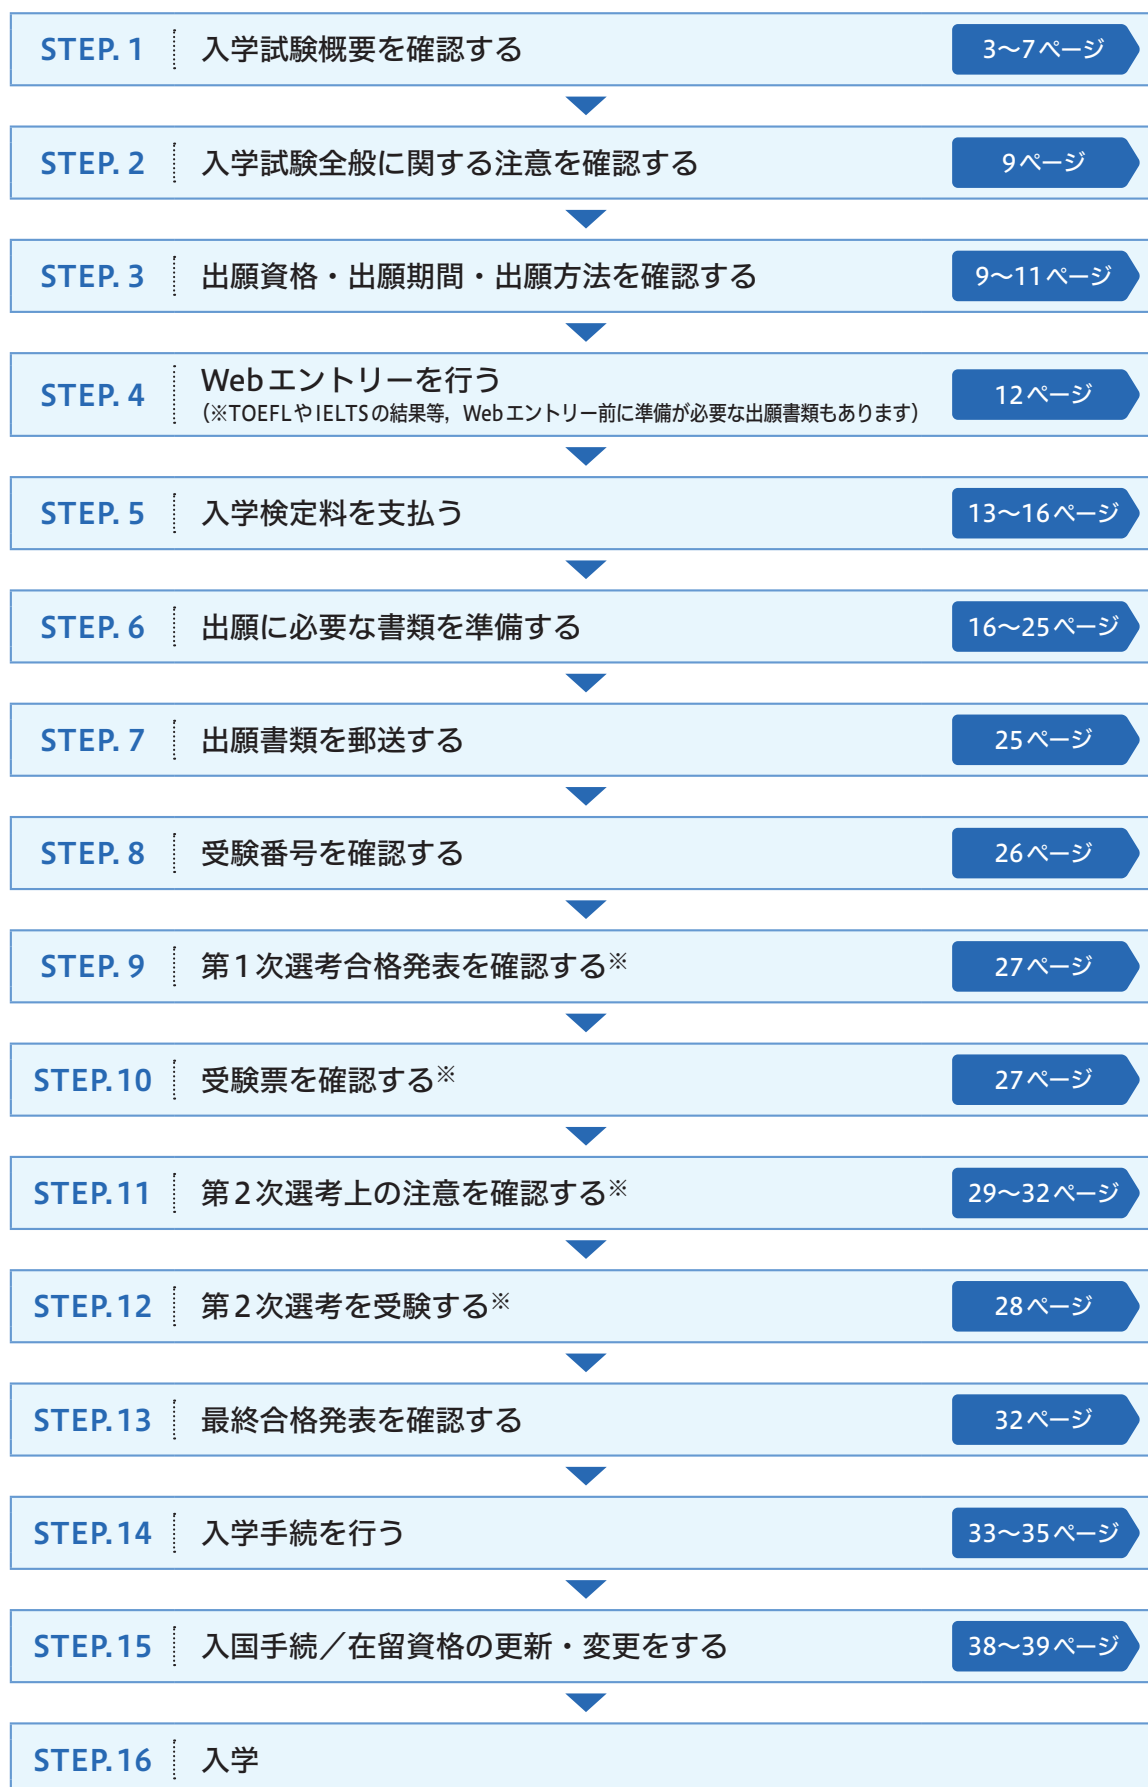 STEP. 1 入学試験概要を確認する 3〜7ページ
STEP. 2 入学試験全般に関する注意を確認する 9ページ
STEP. 3 出願資格・出願期間・出願方法を確認する 9〜11ページ
STEP. 4 Webエントリーを行う 12ページ
（※TOEFLやIELTSの結果等，Webエントリー前に準備が必要な出願書類もあります）
STEP. 5 入学検定料を支払う 13〜16ページ
STEP. 6 出願に必要な書類を準備する 16〜25ページ
STEP. 7 出願書類を郵送する 25ページ
STEP. 8 受験番号を確認する 26ページ
STEP. 9 第1次選考合格発表を確認する※ 27ページ
STEP.10 受験票を確認する※ 27ページ
STEP.11 第2次選考上の注意を確認する※ 29〜32ページ
STEP.12 第2次選考を受験する※ 28ページ
STEP.13 最終合格発表を確認する 32ページ
STEP.14 入学手続を行う 33〜35ページ
STEP.15 入国手続／在留資格の更新・変更をする 38〜39ページ
STEP.16 入学